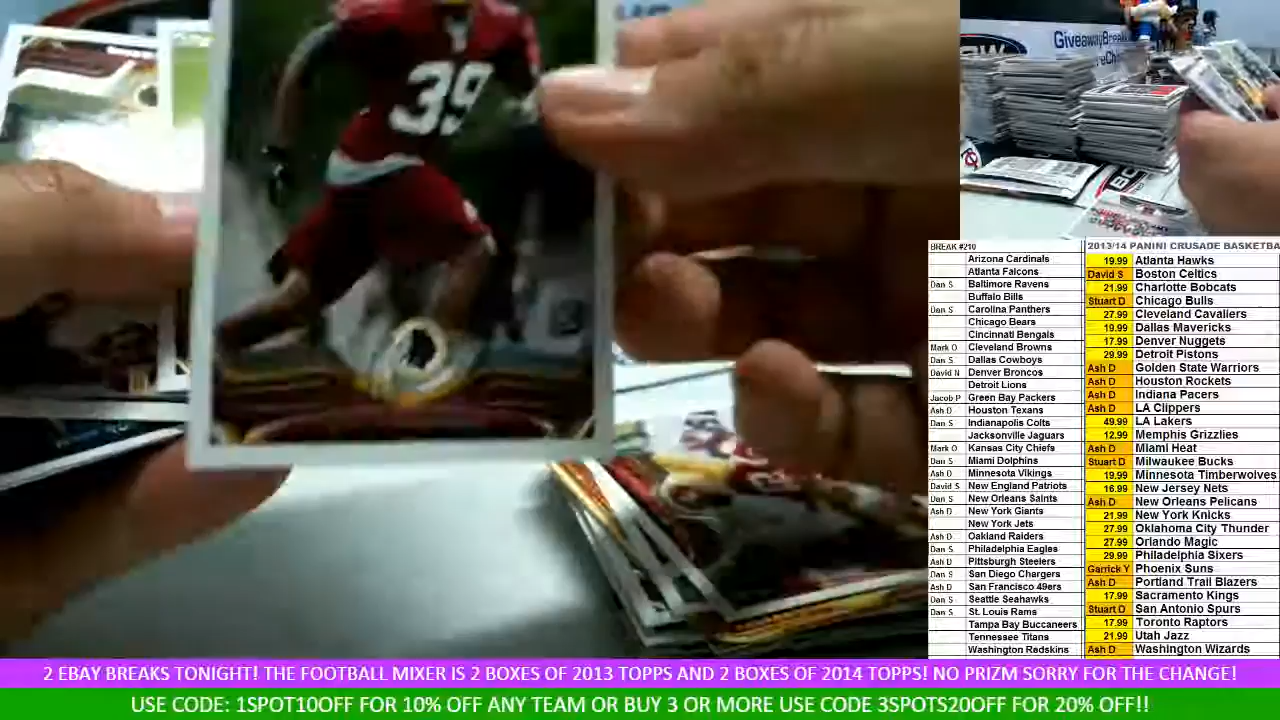 39
GiveawayBrea
BREAK #210
Arizona Cardinals
Atlanta Falcons
Dan S Baltimore Ravens
Buffalo Bills
Dan S Carolina Panthers
Chicago Bears
Cincinnati Bengals
Mark O Cleveland Browns
Dan S Dallas Cowboys
David N Denver Broncos
Detroit Lions
Jacob P Green Bay Packers
Ash D Houston Texans
Dan S Indianapolis Colts
Jacksonville Jaguars
Mark O Kansas City Chiefs
Dan S Miami Dolphins
Ash D Minnesota Vikings
David S New England Patriots
Dan S New Orleans Saints
Ash D New York Giants
New York Jets
Ash D Oakland Raiders
Dan S Philadelphia Eagles
Ash D Pittsburgh Steelers
Dan S San Diego Chargers
Ash D San Francisco 49ers
Dan S Seattle Seahawks
Dan S St. Louis Rams
Tampa Bay Buccaneers
Tennessee Titans
Washington Redskins
2013/14 PANINI CRUSADE BASKETBA
19.99 Atlanta Hawks
David S Boston Celtics
21.99 Charlotte Bobcats
Stuart D Chicago Bulls
27.99 Cleveland Cavaliers
19.99 Dallas Mavericks
17.99 Denver Nuggets
29.99 Detroit Pistons
Ash D Golden State Warriors
Ash D Houston Rockets
Ash D Indiana Pacers
Ash D LA Clippers
49.99 LA Lakers
12.99 Memphis Grizzlies
Ash D Miami Heat
Stuart D Milwaukee Bucks
19.99 Minnesota Timberwolves
16.99 New Jersey Nets
Ash D New Orleans Pelicans
21.99 New York Knicks
27.99 Oklahoma City Thunder
27.99 Orlando Magic
29.99 Philadelphia Sixers
Garrick Y Phoenix Suns
Ash D Portland Trail Blazers
17.99 Sacramento Kings
Stuart D San Antonio Spurs
17.99 Toronto Raptors
21.99 Utah Jazz
Ash D Washington Wizards
2 EBAY BREAKS TONIGHT! THE FOOTBALL MIXER IS 2 BOXES OF 2013 TOPPS AND 2 BOXES OF 2014 TOPPS! NO PRIZM SORRY FOR THE CHANGE!
USE CODE: 1SPOT10OFF FOR 10% OFF ANY TEAM OR BUY 3 OR MORE USE CODE 3SPOTS20OFF FOR 20% OFF!!